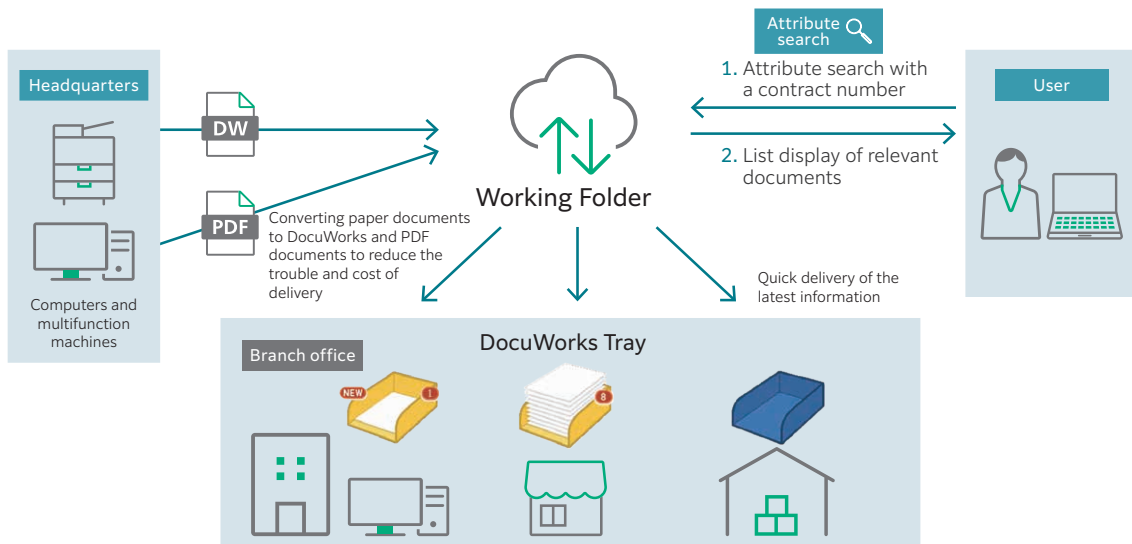 Headquarters
Computers and
multifunction
machines
DW
PDF
Converting paper documents
to DocuWorks and PDF
documents to reduce the
trouble and cost of
delivery
Working Folder
Attribute
search
1. Attribute search with
a contract number
2. List display of relevant
documents
User
Quick delivery of the
latest information
DocuWorks Tray
Branch office
NEW
1
8